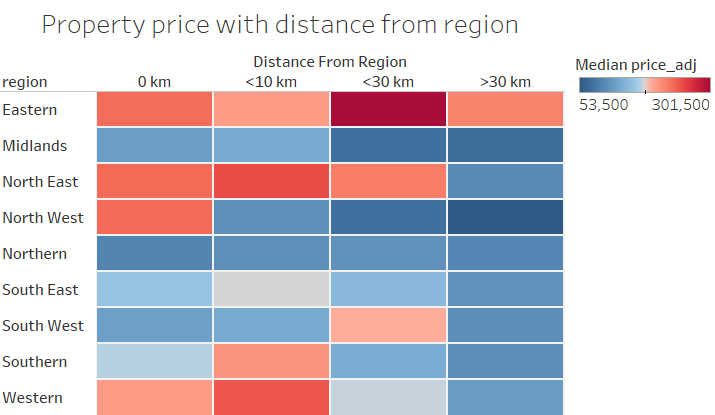 Property price with distance from region
Distance From Region
region 0 km <10 km <30 km >30 km
Eastern
Midlands
North East
North West
Northern
South East
South West
Southern
Western
Median price_adj
53,500 301,500